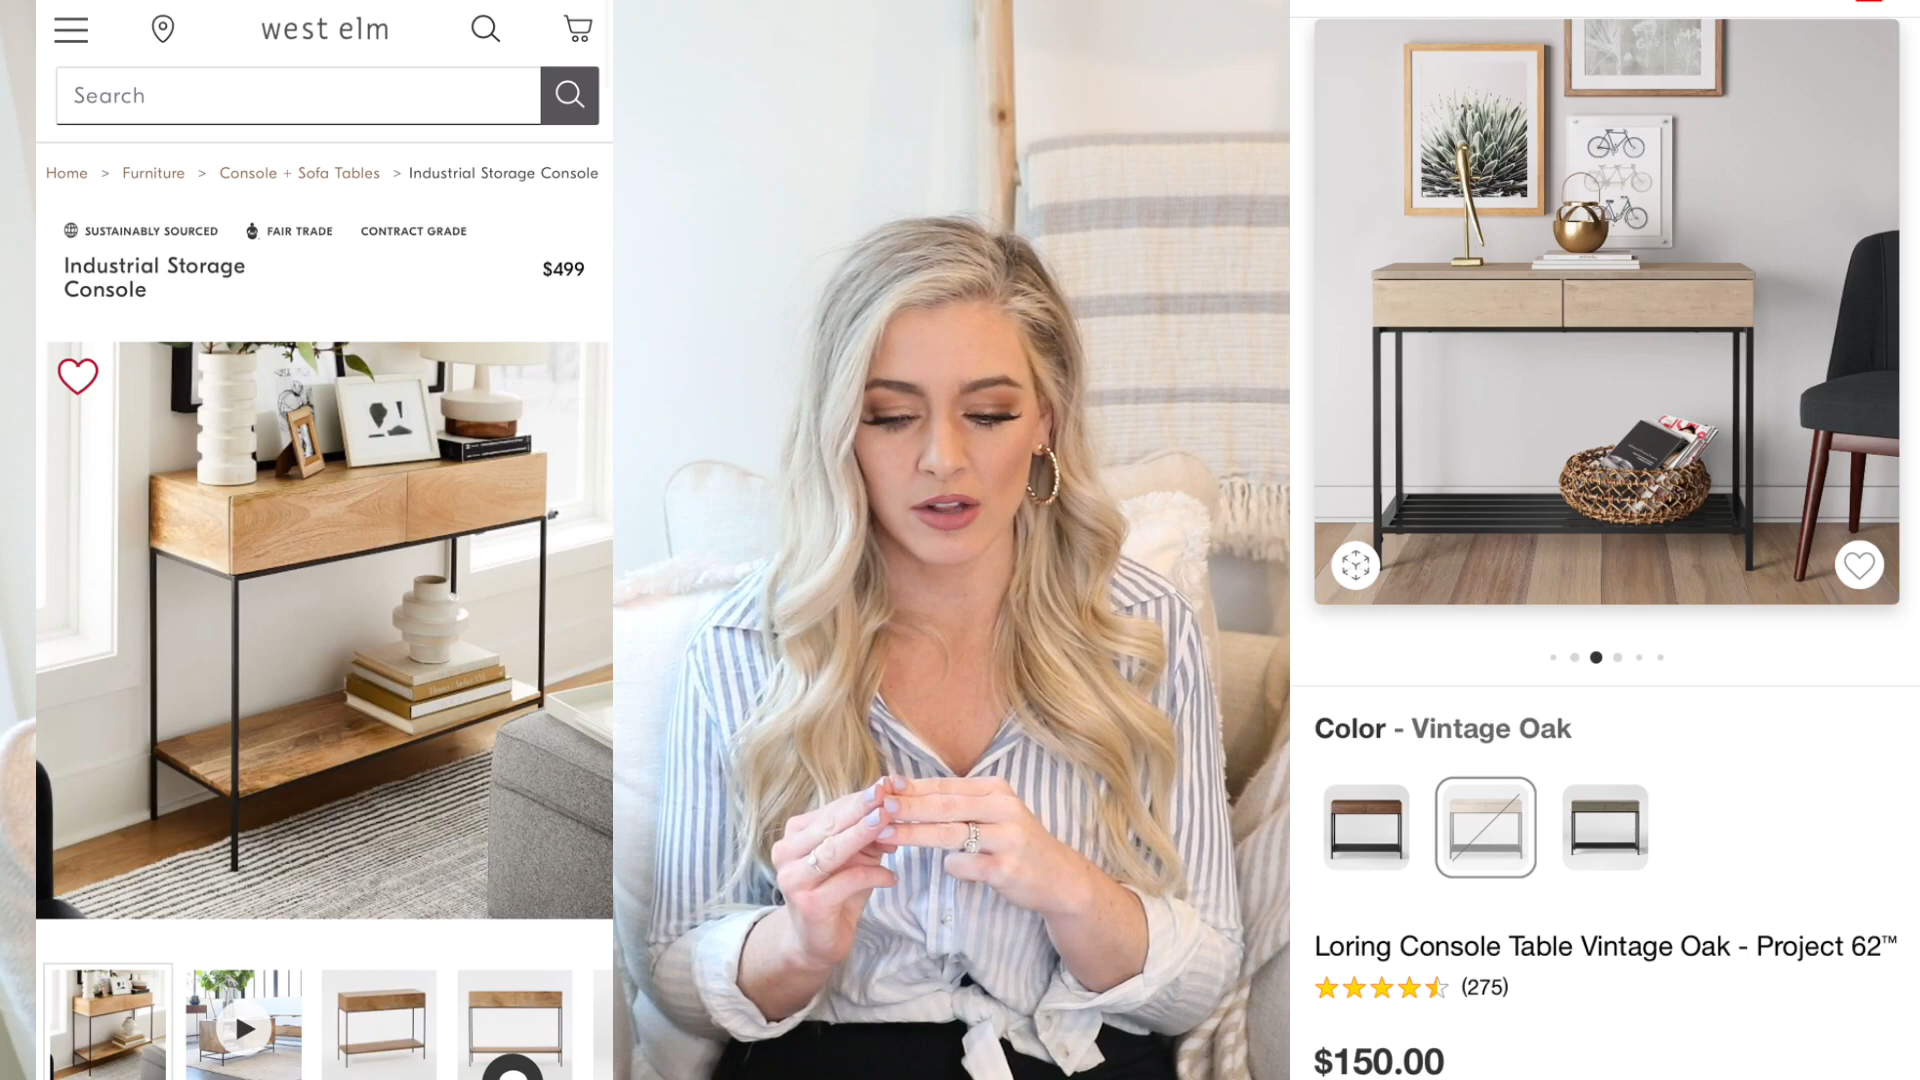 west elm
Search
Home > Furniture > Console + Sofa Tables > Industrial Storage Console
SUSTAINABLY SOURCED FAIR TRADE CONTRACT GRADE
Industrial Storage
Console
$499
Color - Vintage Oak
Loring Console Table Vintage Oak - Project 62™
(275)
$150.00